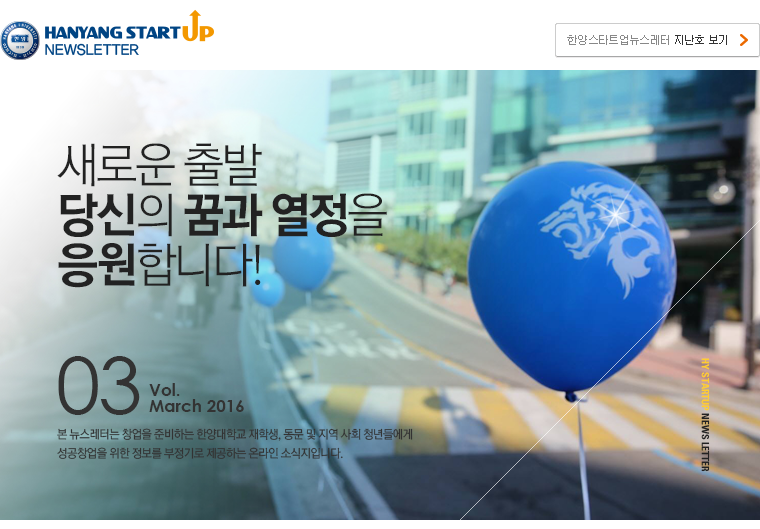 HANYANG STARTUP
NEWSLETTER
한양스타트업뉴스레터 지난호 보기
새로운 출발
당신의 꿈과 열정을
응원합니다!
03 Vol.
March 2016
본 뉴스레터는 창업을 준비하는 한양대학교 재학생, 동문 및 지역 사회 청년들에게
성공창업을 위한 정보를 부정기로 제공하는 온라인 소식지입니다.
HY STARTUP NEWS LETTER